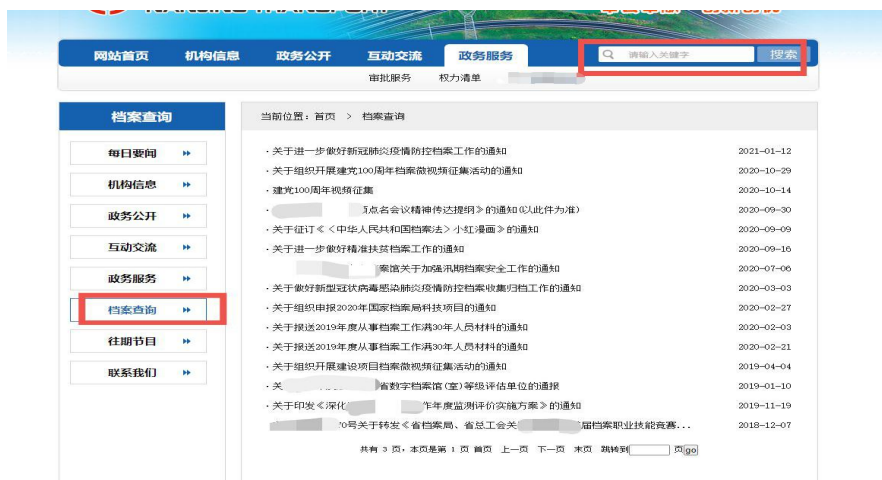 网站首页 机构信息 政务公开 互动交流 政务服务 请输入关键字 搜索
审批服务 权力清单
档案查询
当前位置：首页 > 档案查询
每日要闻
机构信息
政务公开
互动交流
政务服务
档案查询
往期节目
联系我们
·关于进一步做好新冠肺炎疫情防控档案工作的通知 2021-01-12
·关于组织开展建党100周年档案微视频征集活动的通知 2020-10-29
·建党100周年视频征集 2020-10-14
· 点名会议精神传达提纲》的通知(以此件为准) 2020-09-30
·关于征订《〈中华人民共和国档案法〉小红漫画》的通知 2020-09-09
·关于进一步做好精准扶贫档案工作的通知 2020-09-16
案馆关于加强汛期档案安全工作的通知 2020-07-06
·关于做好新型冠状病毒感染肺炎疫情防控档案收集归档工作的通知 2020-03-03
·关于组织申报2020年国家档案局科技项目的通知 2020-02-27
·关于报送2019年度从事档案工作满30年人员材料的通知 2020-02-03
·关于报送2019年度从事档案工作满30年人员材料的通知 2020-02-21
·关于组织开展建设项目档案微视频征集活动的通知 2019-04-04
·关 省数字档案馆(室)等级评估单位的通报 2019-01-10
·关于印发《深化 作年度监测评价实施方案》的通知 2019-11-19
70号关于转发《省档案局、省总工会关 届档案职业技能竞赛... 2018-12-07
共有 3 页，本页是第 1 页 首页 上一页 下一页 末页 跳转到 页 go